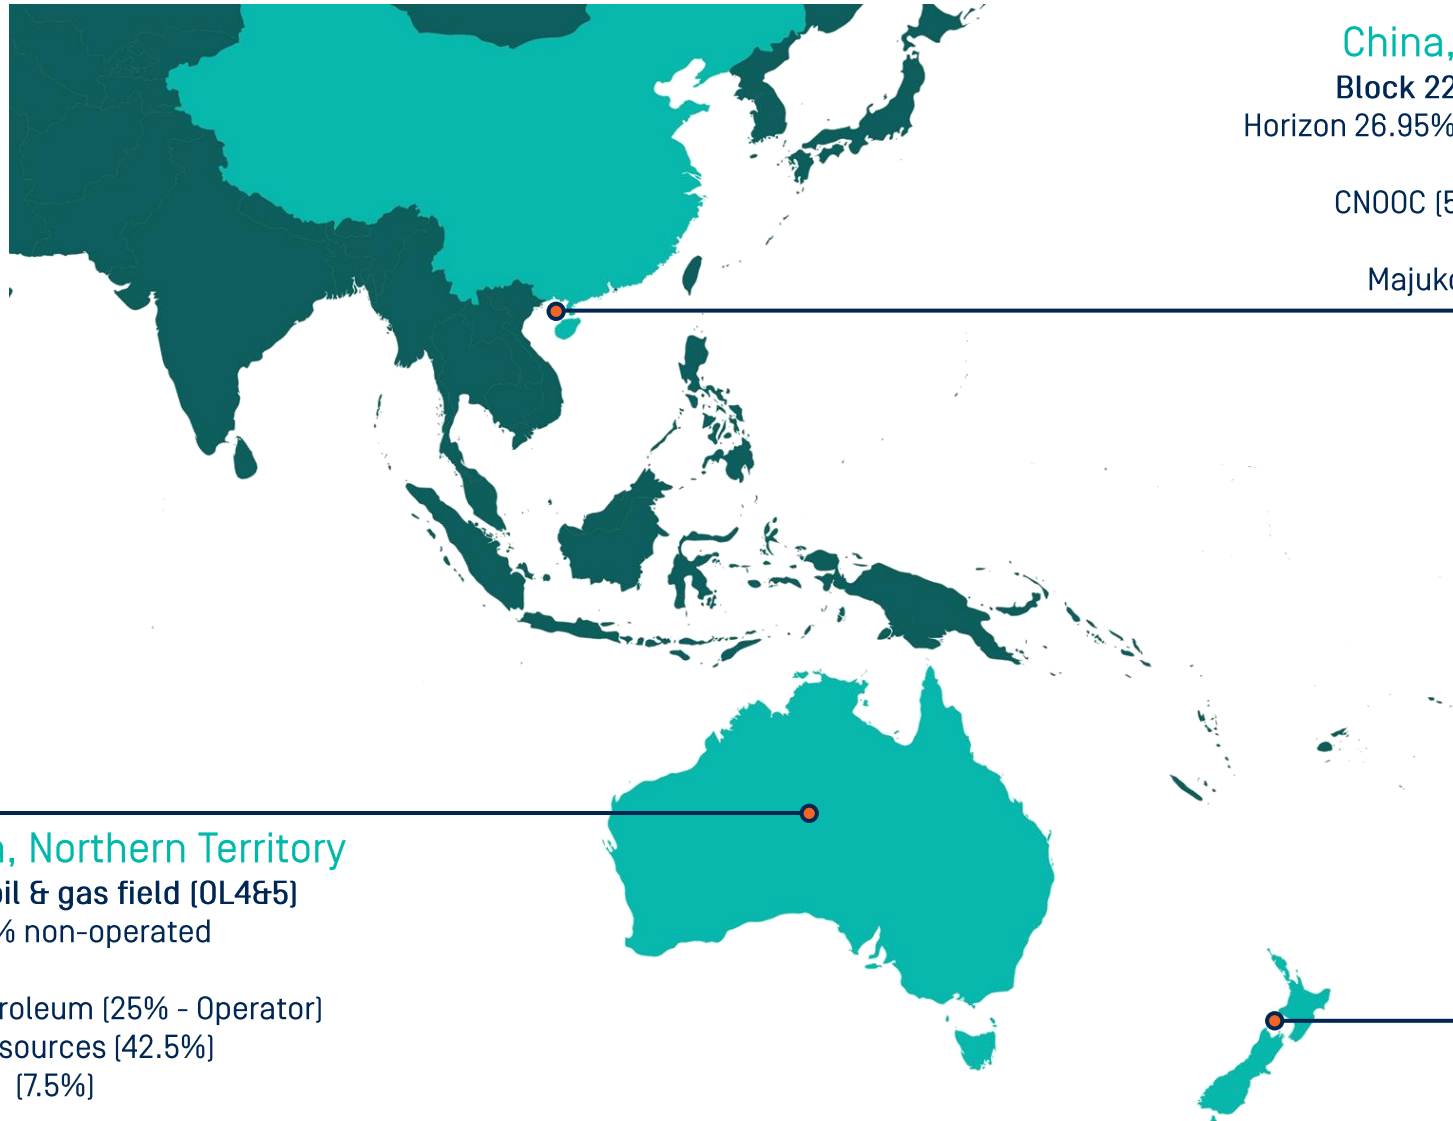 China,
Block 22
Horizon 26.95%
CNOOC (5
Majuko
, Northern Territory
oil & gas field (OL4&5)
% non-operated
roleum (25% - Operator)
sources (42.5%)
(7.5%)